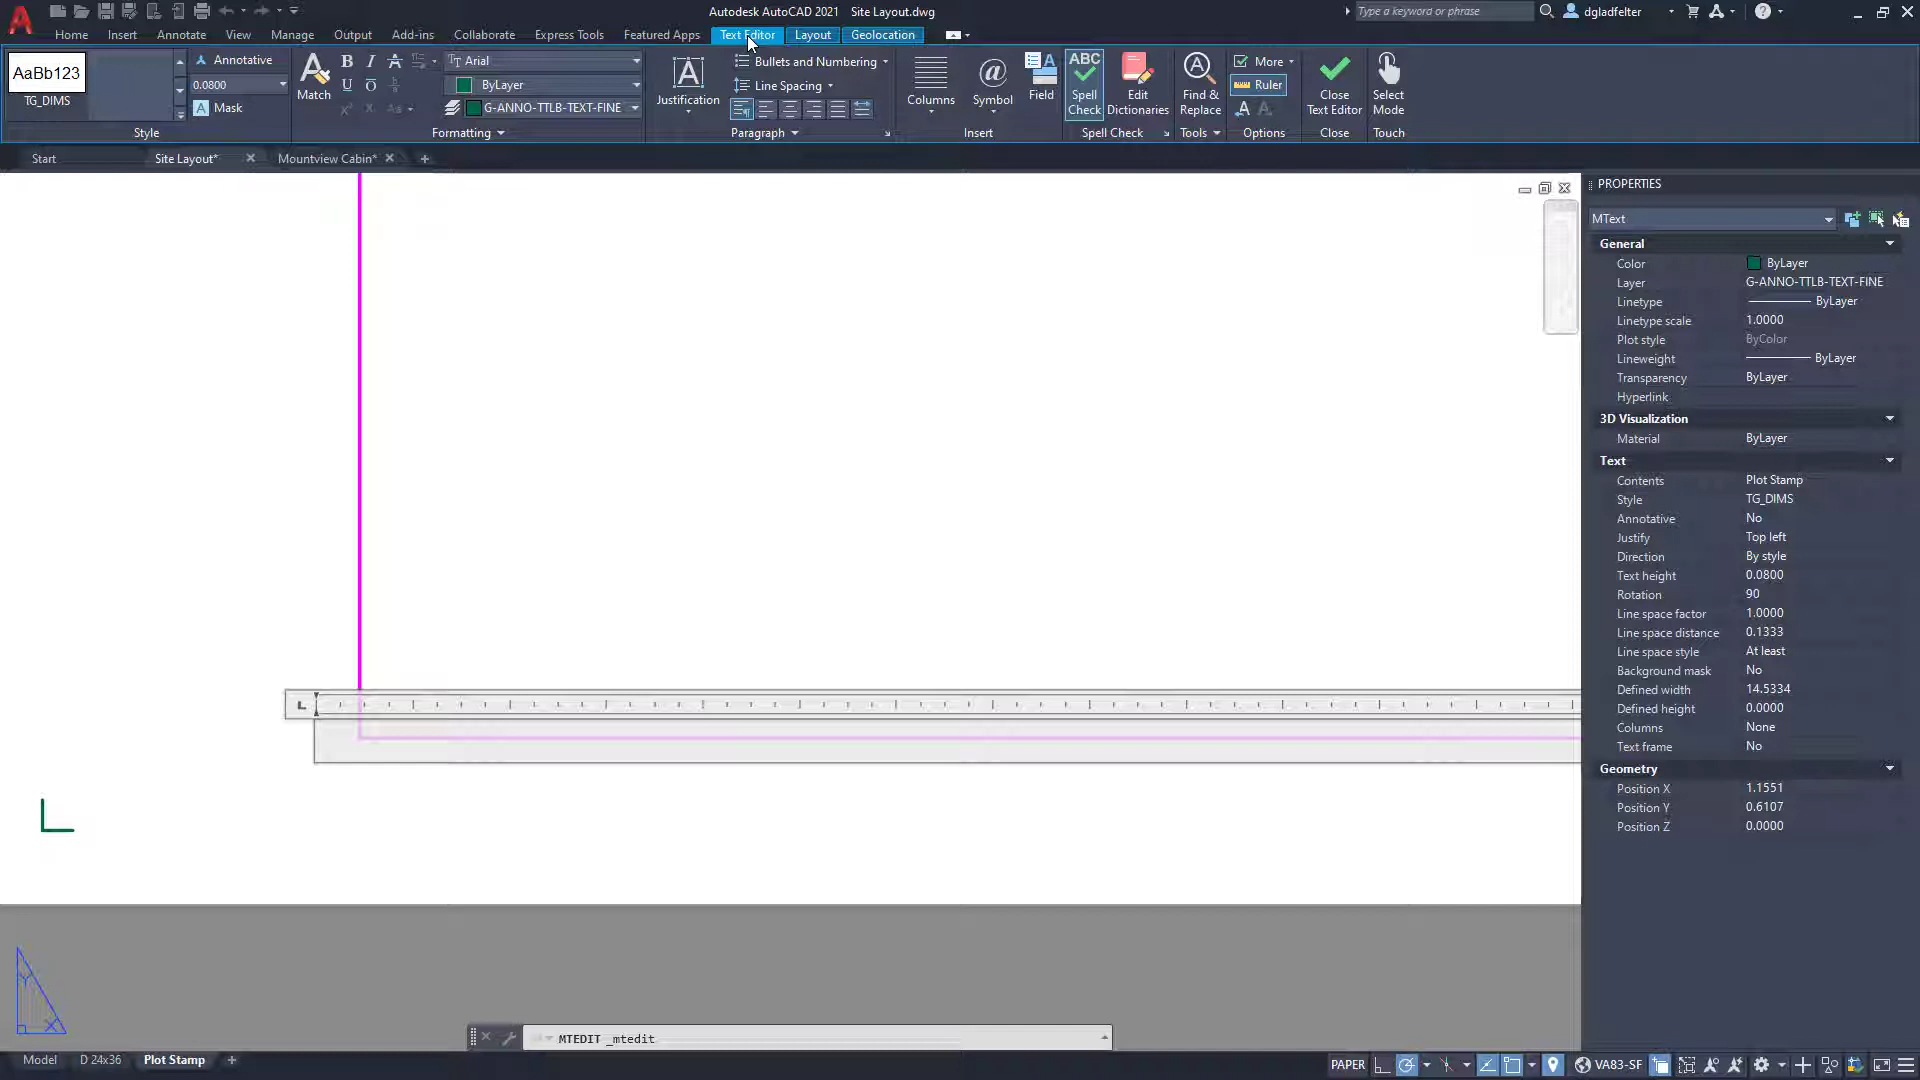 Autodesk AutoCAD 2021 Site Layout.dwg
Type a keyword or phrase
dgladfelter
Home Insert Annotate View Manage Output Add-ins Collaborate Express Tools Featured Apps Text Editor Layout Geolocation
AaBb123
TG_DIMS
Annotative
0.0800
Mask
Style
Match
Arial
ByLayer
G-ANNO-TTLB-TEXT-FINE
Formatting
Justification
Bullets and Numbering
Line Spacing
Paragraph
Columns
Symbol
Field
Insert
ABC
Spell Check
Edit Dictionaries
Spell Check
Find & Replace
Tools
More
Ruler
Options
Close Text Editor
Close
Select Mode
Touch
Start Site Layout* Mountview Cabin*
PROPERTIES
MText
General
Color ByLayer
Layer G-ANNO-TTLB-TEXT-FINE
Linetype ByLayer
Linetype scale 1.0000
Plot style ByColor
Lineweight ByLayer
Transparency ByLayer
Hyperlink
3D Visualization
Material ByLayer
Text
Contents Plot Stamp
Style TG_DIMS
Annotative No
Justify Top left
Direction By style
Text height 0.0800
Rotation 90
Line space factor 1.0000
Line space distance 0.1333
Line space style At least
Background mask No
Defined width 14.5334
Defined height 0.0000
Columns None
Text frame No
Geometry
Position X 1.1551
Position Y 0.6107
Position Z 0.0000
MTEDIT _mtedit
Model D 24x36 Plot Stamp
PAPER
VA83-SF